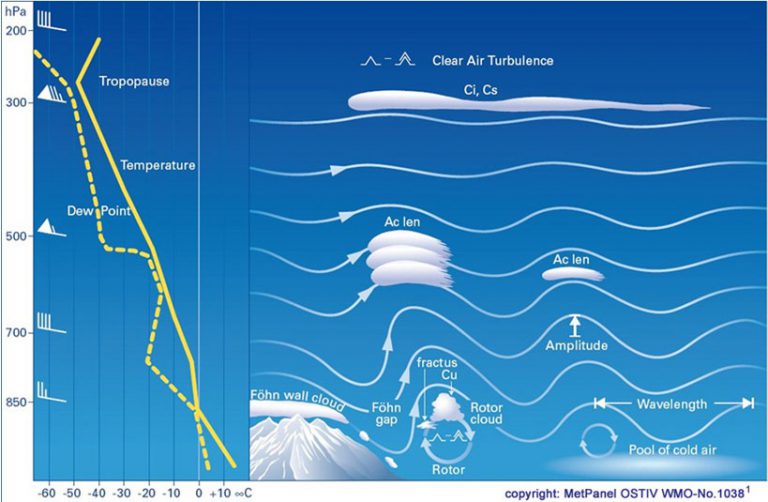 hPa
200
300
500
700
850
Tropopause
Temperature
Dew Point
-60 -50 -40 -30 -20 -10 0 +10 ∞C
Clear Air Turbulence
Ci, Cs
Ac len
Ac len
Amplitude
fractus
Cu
Föhn wall cloud
Föhn
gap
Rotor
cloud
Rotor
Wavelength
Pool of cold air
copyright: MetPanel OSTIV WMO-No.1038¹